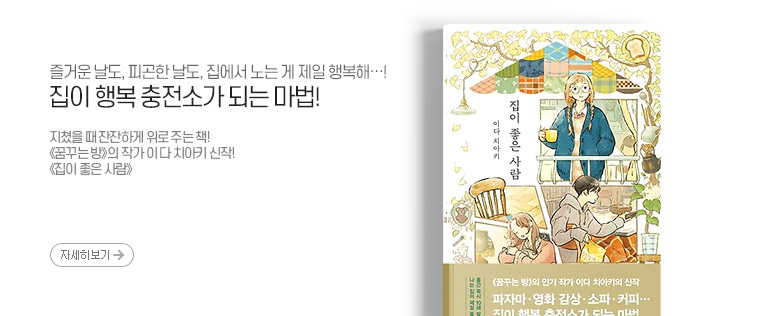 즐거운 날도, 피곤한 날도, 집에서 노는 게 제일 행복해…!
집이 행복 충전소가 되는 마법!
지쳤을 때 잔잔하게 위로 주는 책!
《꿈꾸는 방》의 작가 이다 치아키 신작!
《집이 좋은 사람》
자세히보기 →
집이 좋은 사람
이다 치아키
《꿈꾸는 방》의 인기 작가 이다 치아키의 신작
파자마·영화 감상·소파·커피…
집이 행복 충전소가 되는 마법